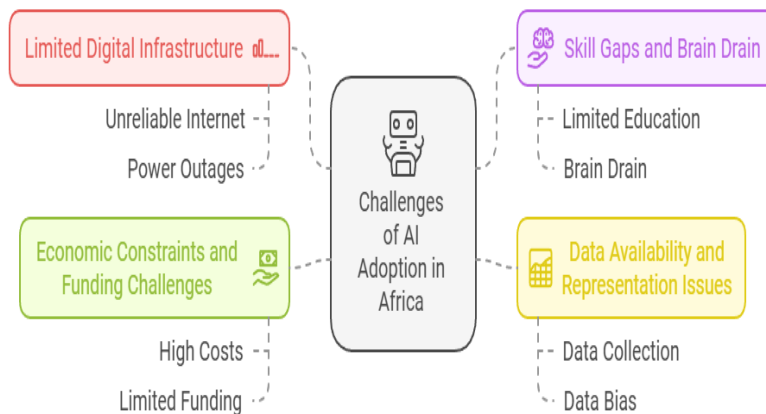 Limited Digital Infrastructure
Unreliable Internet
Power Outages
Economic Constraints and
Funding Challenges
High Costs
Limited Funding
Challenges
of AI
Adoption in
Africa
Skill Gaps and Brain Drain
Limited Education
Brain Drain
Data Availability and
Representation Issues
Data Collection
Data Bias